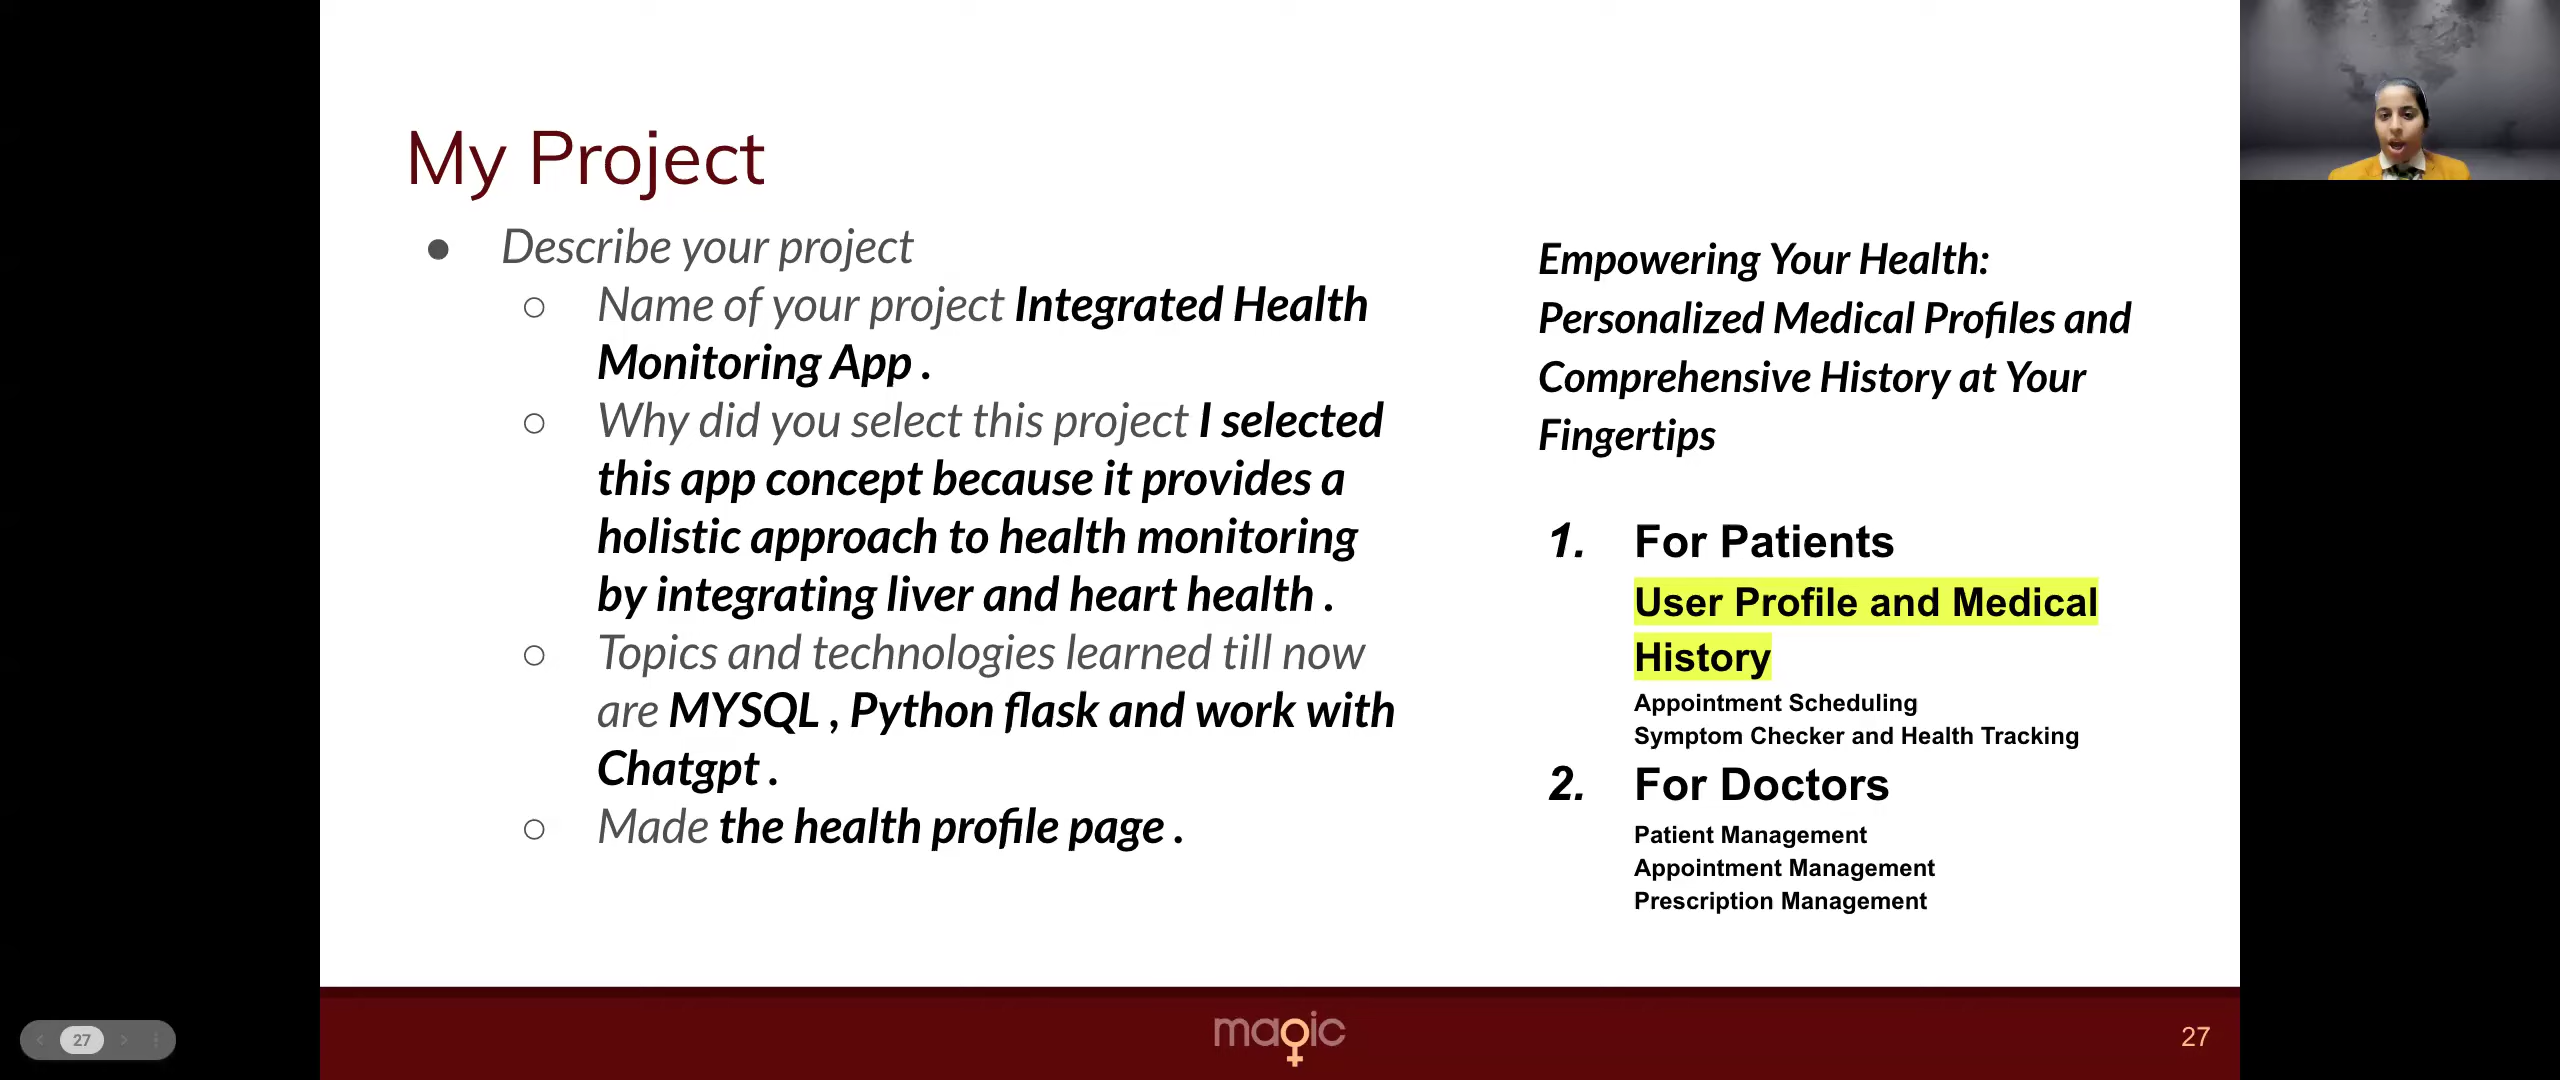 My Project
● Describe your project
○ Name of your project Integrated Health
Monitoring App .
○ Why did you select this project I selected
this app concept because it provides a
holistic approach to health monitoring
by integrating liver and heart health .
○ Topics and technologies learned till now
are MYSQL , Python flask and work with
Chatgpt .
○ Made the health profile page .
Empowering Your Health:
Personalized Medical Profiles and
Comprehensive History at Your
Fingertips
1. For Patients
User Profile and Medical
History
Appointment Scheduling
Symptom Checker and Health Tracking
2. For Doctors
Patient Management
Appointment Management
Prescription Management
27
magic
27